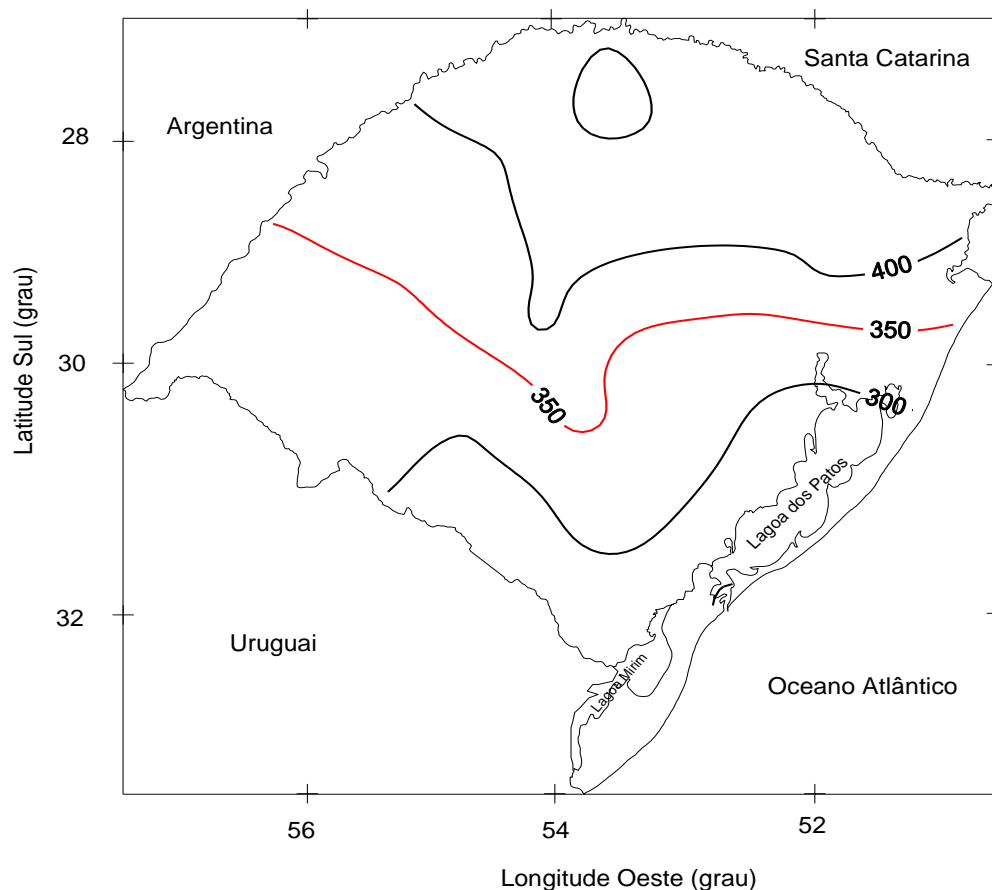 Santa Catarina
Argentina
28
400
350
30
350
300
Latitude Sul (grau)
Lagoa dos Patos
32
Uruguai
Lagoa Mirim
Oceano Atlântico
56
54
52
Longitude Oeste (grau)